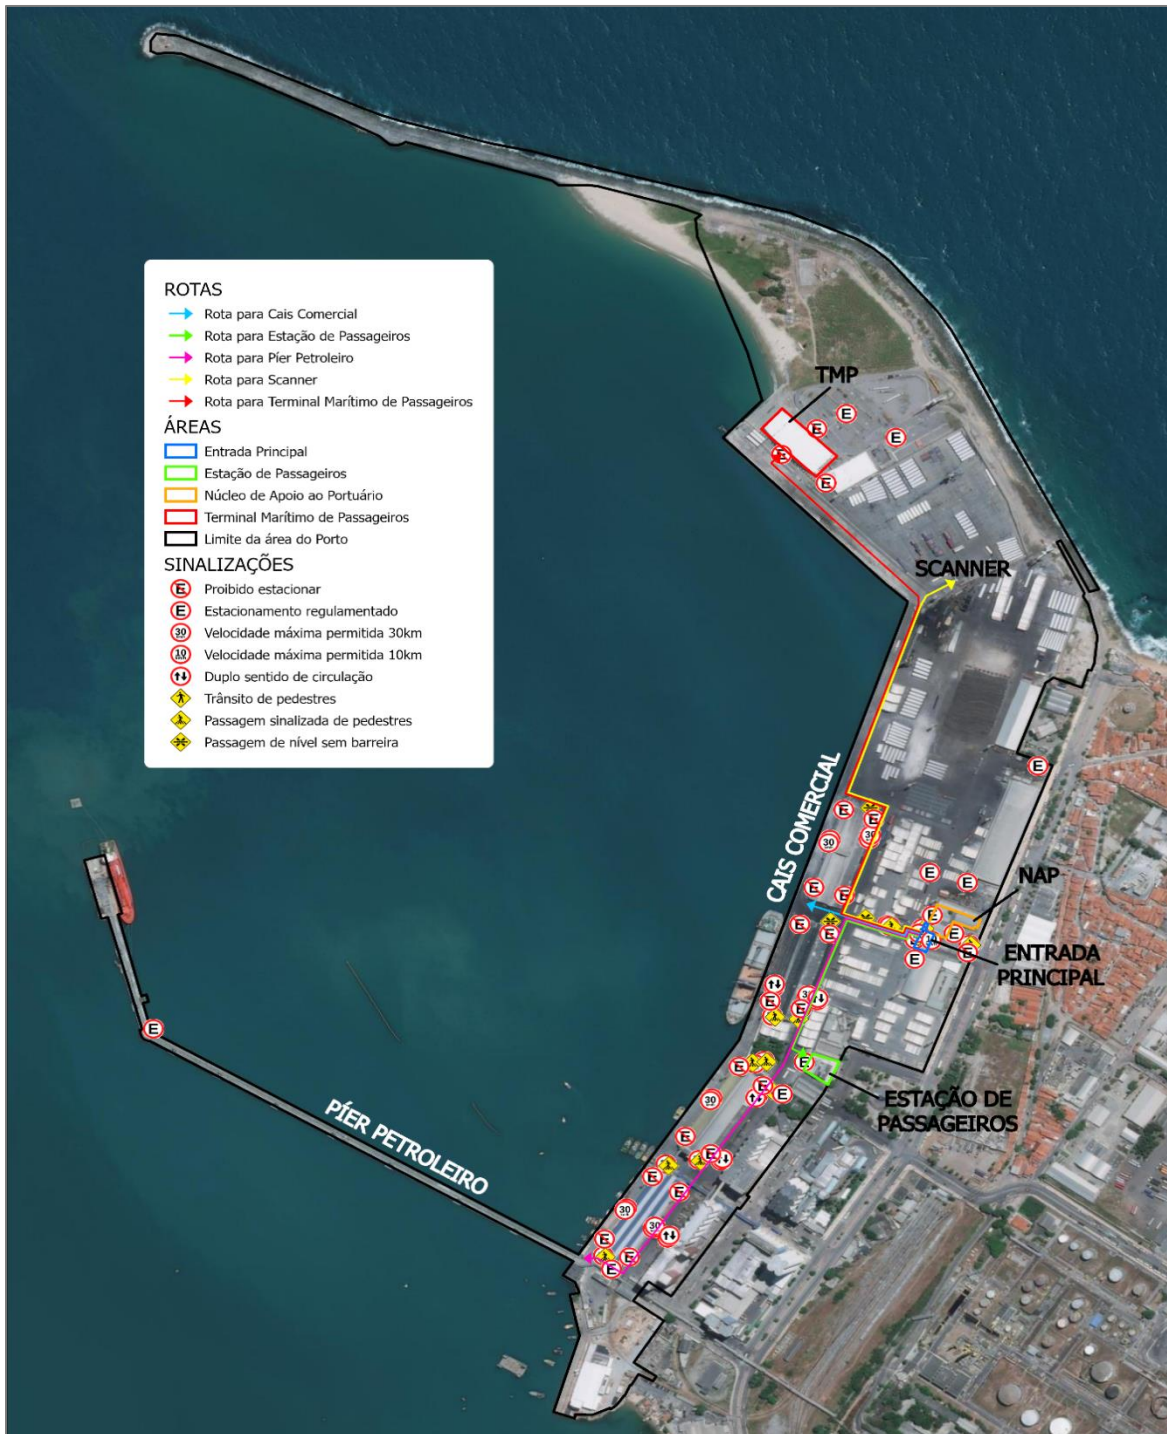 ROTAS
Rota para Cais Comercial
Rota para Estação de Passageiros
Rota para Píer Petroleiro
Rota para Scanner
Rota para Terminal Marítimo de Passageiros
ÁREAS
Entrada Principal
Estação de Passageiros
Núcleo de Apoio ao Portuário
Terminal Marítimo de Passageiros
Limite da área do Porto
SINALIZAÇÕES
E Proibido estacionar
E Estacionamento regulamentado
30 Velocidade máxima permitida 30km
10 Velocidade máxima permitida 10km
Duplo sentido de circulação
Trânsito de pedestres
Passagem sinalizada de pedestres
Passagem de nível sem barreira
TMP
SCANNER
CAIS COMERCIAL
NAP
ENTRADA
PRINCIPAL
ESTAÇÃO DE
PASSAGEIROS
PÍER PETROLEIRO